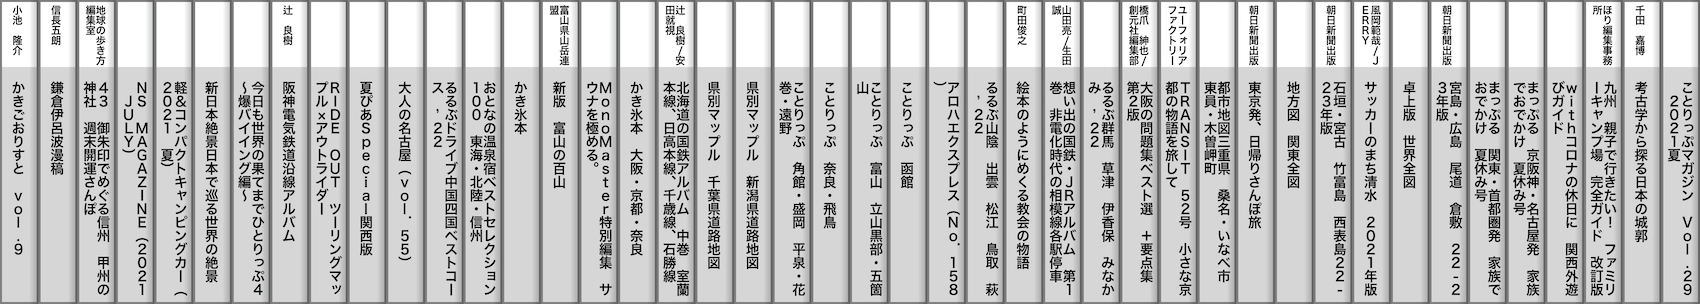 ことりっぷマガジン Vol.29
2021夏
千田 嘉博
考古学から探る日本の城郭
ほり編集事務
所
九州 親子で行きたい! ファミリ
ーキャンプ場 完全ガイド 改訂版
withコロナの休日に 関西外遊
びガイド
まっぷる 京阪神・名古屋発 家族
でおでかけ 夏休み号
まっぷる 関東・首都圏発 家族で
おでかけ 夏休み号
朝日新聞出版
宮島・広島 尾道 倉敷 22-2
3年版
卓上版 世界全図
風岡範哉/J
ERRY
サッカーのまち清水 2021年版
朝日新聞出版
石垣・宮古 竹富島 西表島22-
23年版
地方図 関東全図
朝日新聞出版
東京発、日帰りさんぽ旅
都市地図三重県 桑名・いなべ市
東員・木曽岬町
ユーフォリア
ファクトリー
TRANSIT 52号 小さな京
都の物語を旅して
橋爪 紳也/
創元社編集部
大阪の問題集ベスト選 +要点集
第2版
るるぶ群馬 草津 伊香保 みなか
み '22
山田亮/生田
誠
想い出の国鉄・JRアルバム 第1
巻 非電化時代の相模線各駅停車
町田俊之
絵本のようにめくる教会の物語
るるぶ山陰 出雲 松江 鳥取 萩
'22
アロハエクスプレス(No.158
)
ことりっぷ 函館
ことりっぷ 富山 立山黒部・五箇
山
ことりっぷ 奈良・飛鳥
ことりっぷ 角館・盛岡 平泉・花
巻・遠野
県別マップル 新潟県道路地図
県別マップル 千葉県道路地図
辻 良樹/安
田就視
北海道の国鉄アルバム 中巻 室蘭
本線、日高本線、千歳線、石勝線
かき氷本 大阪・京都・奈良
MonoMaster特別編集 サ
ウナを極める。
富山県山岳連
盟
新版 富山の百山
かき氷本
おとなの温泉宿ベストセレクション
100 東海・北陸・信州
るるぶドライブ中国四国ベストコー
ス '22
大人の名古屋(vol.55)
夏ぴあSpecial関西版
RIDE OUT ツーリングマッ
プル×アウトライダー
辻 良樹
阪神電気鉄道沿線アルバム
今日も世界の果てまでひとりっぷ4
~爆バイイング編~
新日本絶景日本で巡る世界の絶景
軽&コンパクトキャンピングカー(
2021 夏)
NS MAGAZINE(2021
JULY)
地球の歩き方
編集室
43 御朱印でめぐる信州 甲州の
神社 週末開運さんぽ
信長五朗
鎌倉伊呂波漫稿
小池 隆介
かきごおりすと vol.9